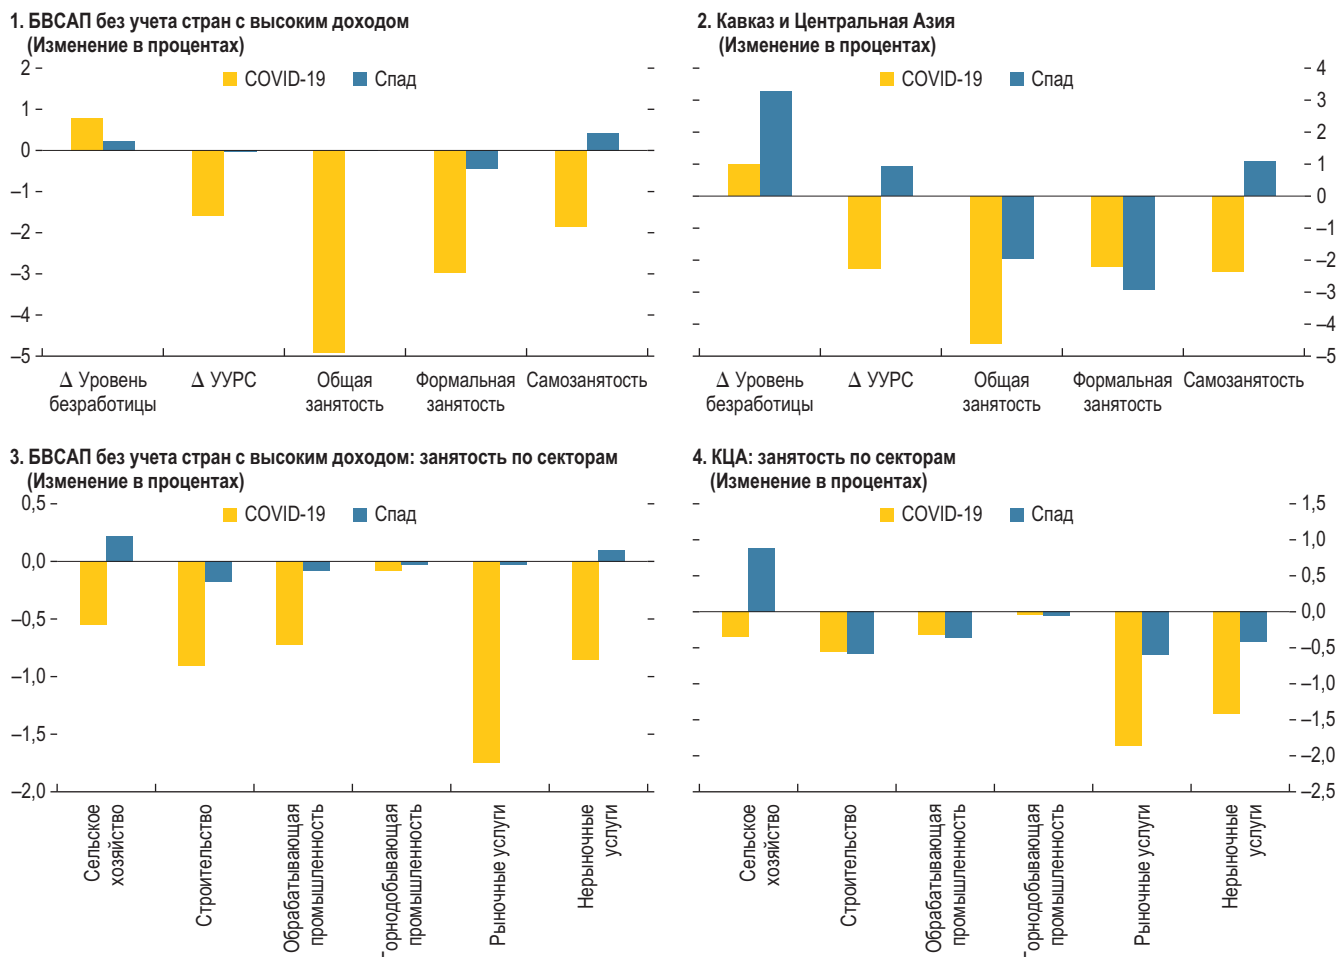 1. БВСАП без учета стран с высоким доходом
(Изменение в процентах)
2
1
0
–1
–2
–3
–4
–5
COVID-19
Спад
Δ Уровень
безработицы
Δ УУРС
Общая
занятость
Формальная
занятость
Самозанятость
2. Кавказ и Центральная Азия
(Изменение в процентах)
COVID-19
Спад
4
3
2
1
0
–1
–2
–3
–4
–5
Δ Уровень
безработицы
Δ УУРС
Общая
занятость
Формальная
занятость
Самозанятость
3. БВСАП без учета стран с высоким доходом: занятость по секторам
(Изменение в процентах)
0,5
0,0
–0,5
–1,0
–1,5
–2,0
COVID-19
Спад
Сельское
хозяйство
Строительство
Обрабатывающая
промышленность
Горнодобывающая
промышленность
Рыночные услуги
Нерыночные
услуги
4. КЦА: занятость по секторам
(Изменение в процентах)
COVID-19
Спад
1,5
1,0
0,5
0,0
–0,5
–1,0
–1,5
–2,0
–2,5
Сельское
хозяйство
Строительство
Обрабатывающая
промышленность
Горнодобывающая
промышленность
Рыночные услуги
Нерыночные
услуги